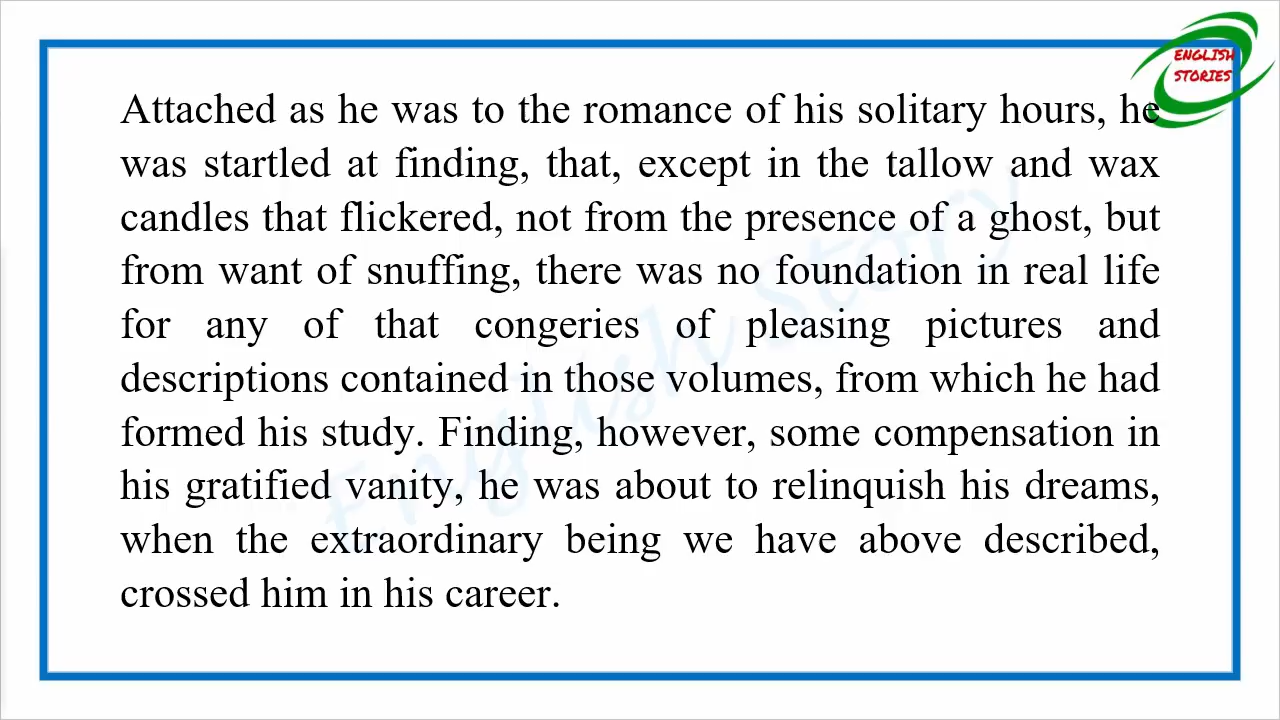 ENGLISH
STORIES
Attached as he was to the romance of his solitary hours, he
was startled at finding, that, except in the tallow and wax
candles that flickered, not from the presence of a ghost, but
from want of snuffing, there was no foundation in real life
for any of that congeries of pleasing pictures and
descriptions contained in those volumes, from which he had
formed his study. Finding, however, some compensation in
his gratified vanity, he was about to relinquish his dreams,
when the extraordinary being we have above described,
crossed him in his career.
English Story